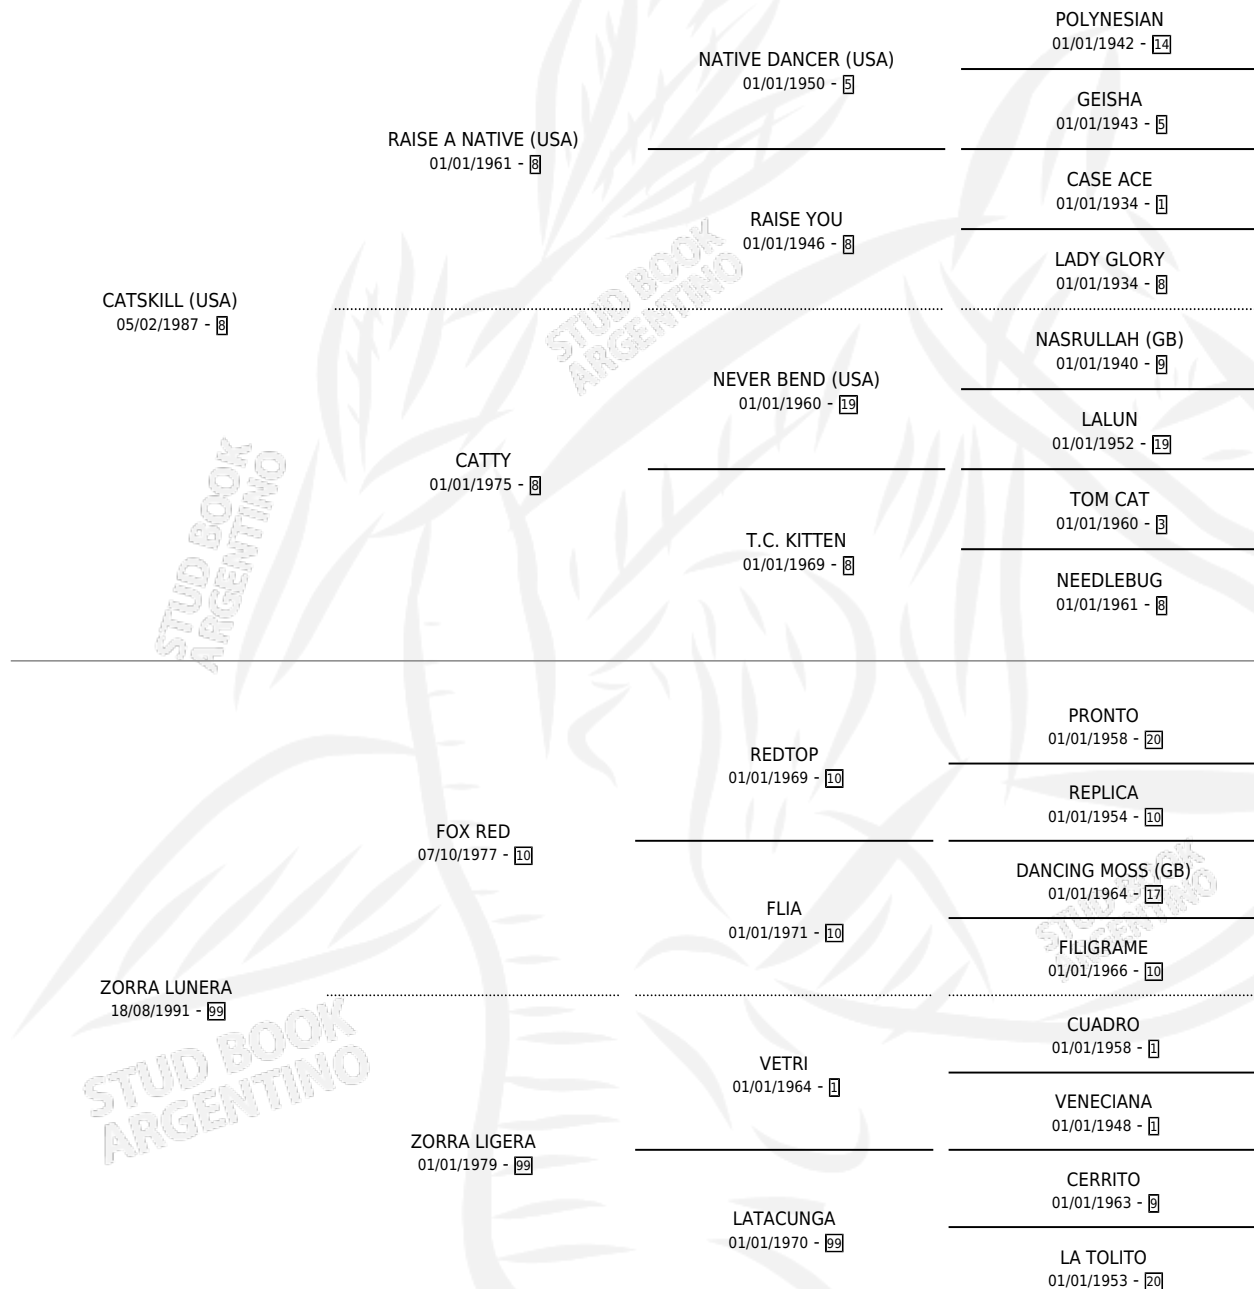 POLYNESIAN
01/01/1942 - 14
NATIVE DANCER (USA)
01/01/1950 - 5
GEISHA
01/01/1943 - 5
RAISE A NATIVE (USA)
01/01/1961 - 8
CASE ACE
01/01/1934 - 1
RAISE YOU
01/01/1946 - 8
LADY GLORY
01/01/1934 - 8
CATSKILL (USA)
05/02/1987 - 8
STUD BOOK
ARGENTINO
NASRULLAH (GB)
01/01/1940 - 9
NEVER BEND (USA)
01/01/1960 - 19
LALUN
01/01/1952 - 19
CATTY
01/01/1975 - 8
TOM CAT
01/01/1960 - 3
T.C. KITTEN
01/01/1969 - 8
NEEDLEBUG
01/01/1961 - 8
STUD BOOK
ARGENTINO
PRONTO
01/01/1958 - 20
REDTOP
01/01/1969 - 10
REPLICA
01/01/1954 - 10
FOX RED
07/10/1977 - 10
DANCING MOSS (GB)
01/01/1964 - 17
FLIA
01/01/1971 - 10
FILIGRAME
01/01/1966 - 10
STUD BOOK
ARGENTINO
ZORRA LUNERA
18/08/1991 - 99
STUD BOOK
ARGENTINO
CUADRO
01/01/1958 - 1
VETRI
01/01/1964 - 1
VENECIANA
01/01/1948 - 1
ZORRA LIGERA
01/01/1979 - 99
CERRITO
01/01/1963 - 9
LATACUNGA
01/01/1970 - 99
LA TOLITO
01/01/1953 - 20